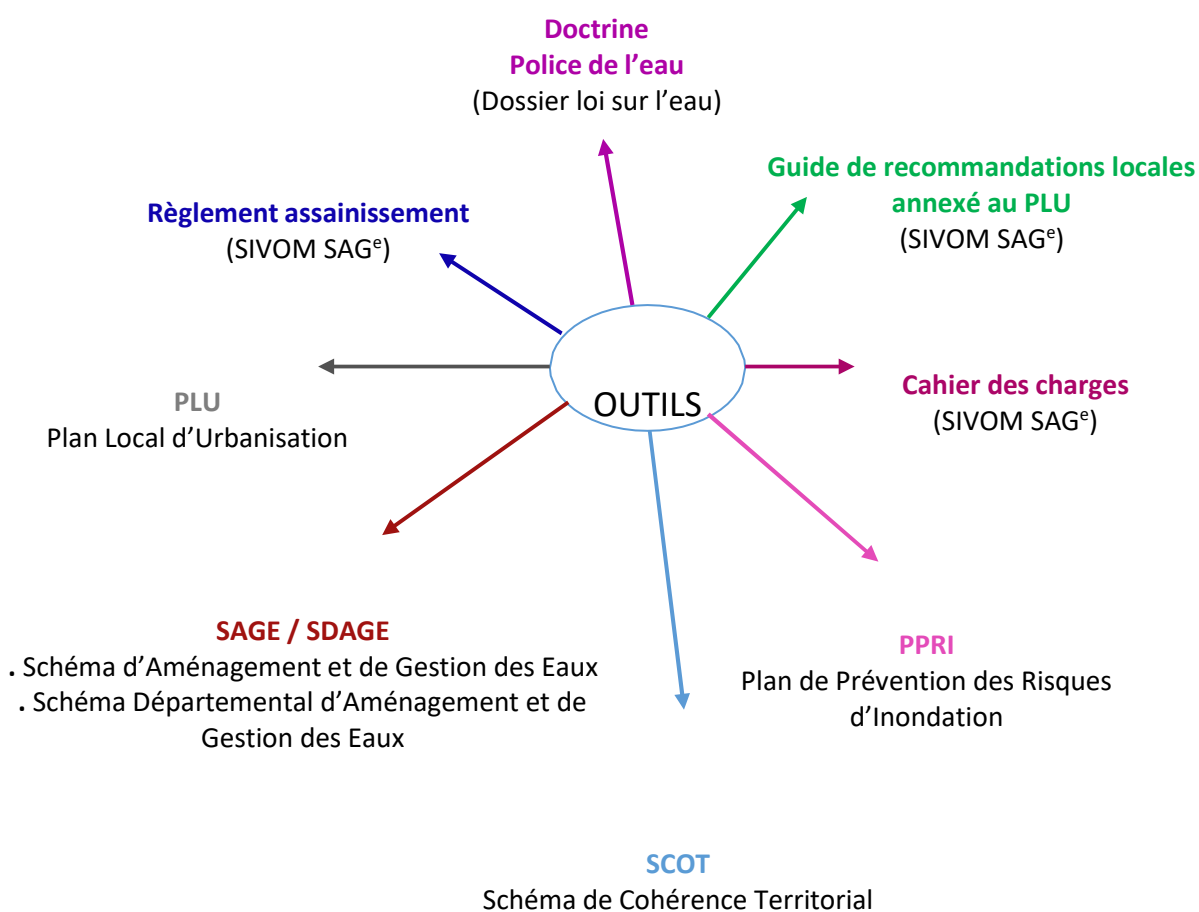 Doctrine
Police de l’eau
(Dossier loi sur l’eau)
Guide de recommandations locales
annexé au PLU
(SIVOM SAGᵉ)
Règlement assainissement
(SIVOM SAGᵉ)
OUTILS
Cahier des charges
(SIVOM SAGᵉ)
PLU
Plan Local d’Urbanisation
SAGE / SDAGE
. Schéma d’Aménagement et de Gestion des Eaux
. Schéma Départemental d’Aménagement et de
Gestion des Eaux
PPRI
Plan de Prévention des Risques
d’Inondation
SCOT
Schéma de Cohérence Territorial